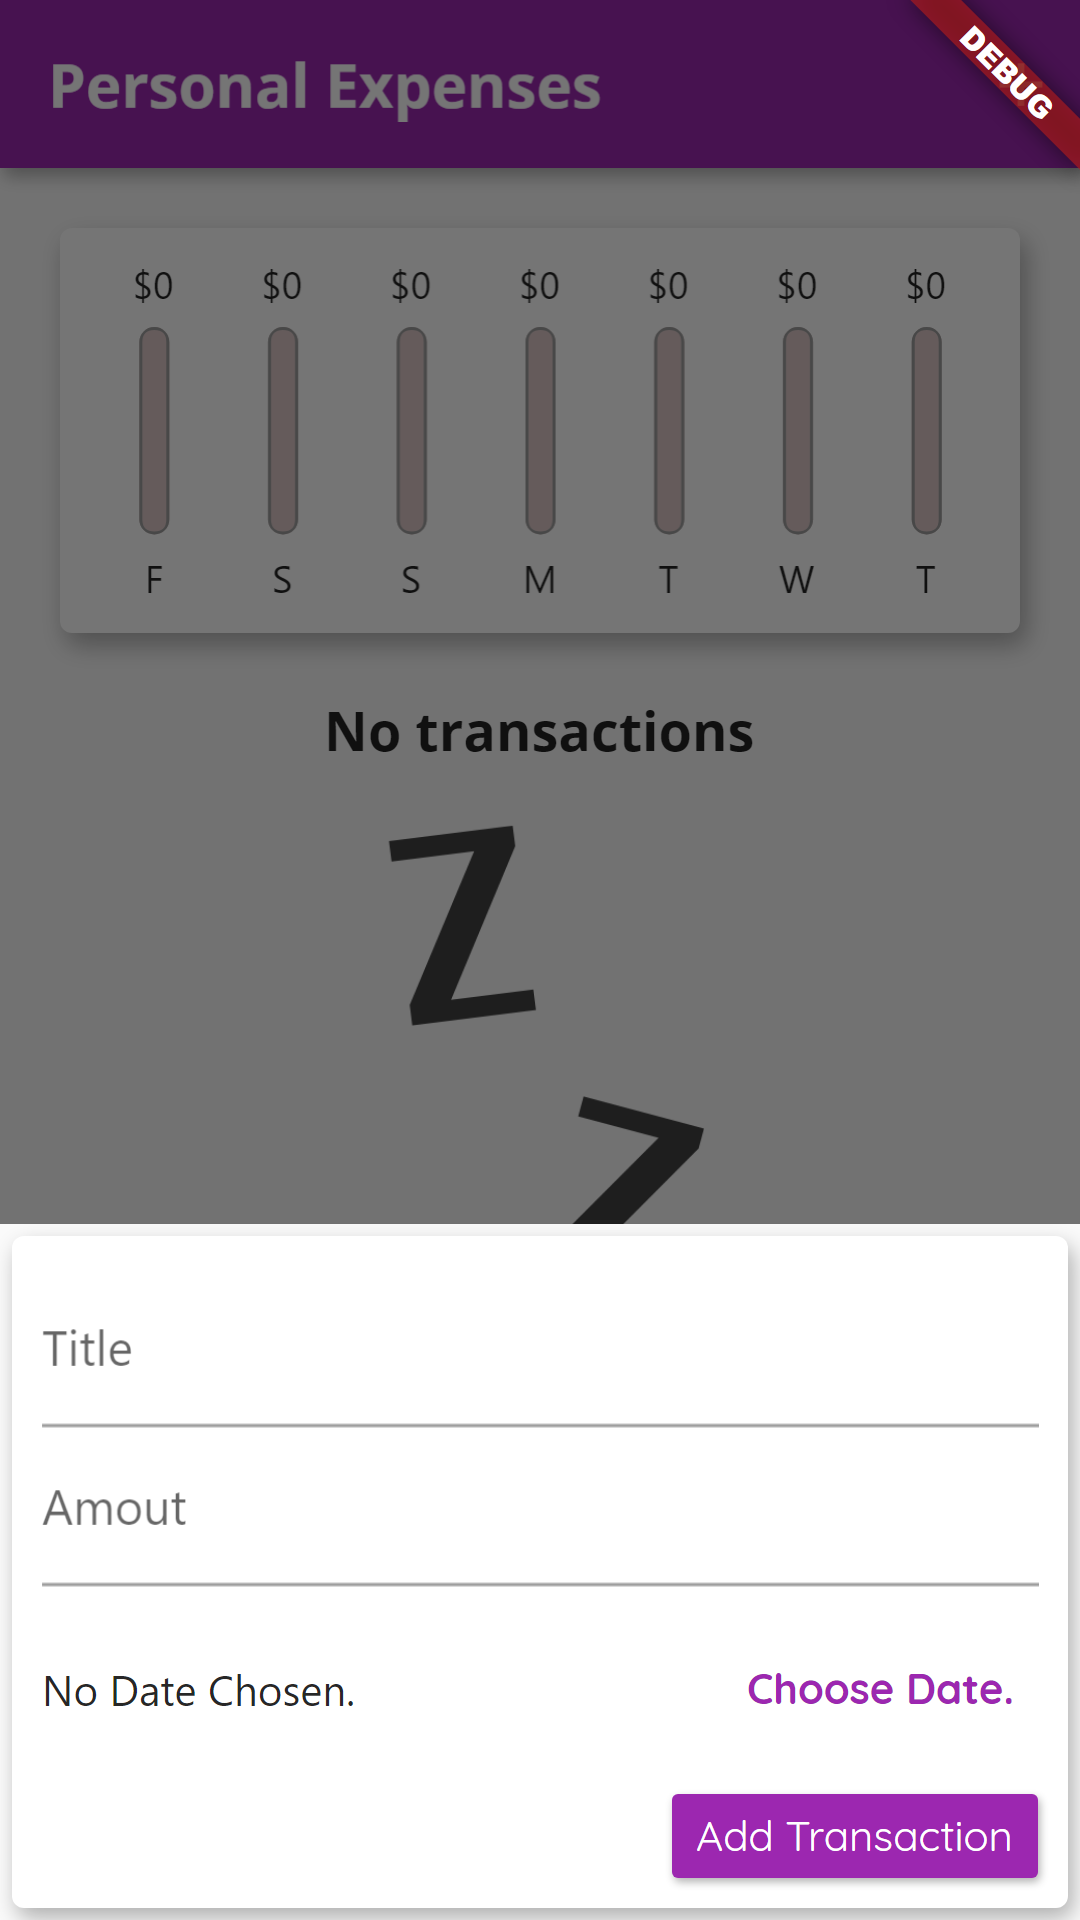 Personal Expenses
DEBUG
$0 $0 $0 $0 $0 $0 $0
F S S M T W T
No transactions
Z
Z
Title
Amout
No Date Chosen. Choose Date.
Add Transaction